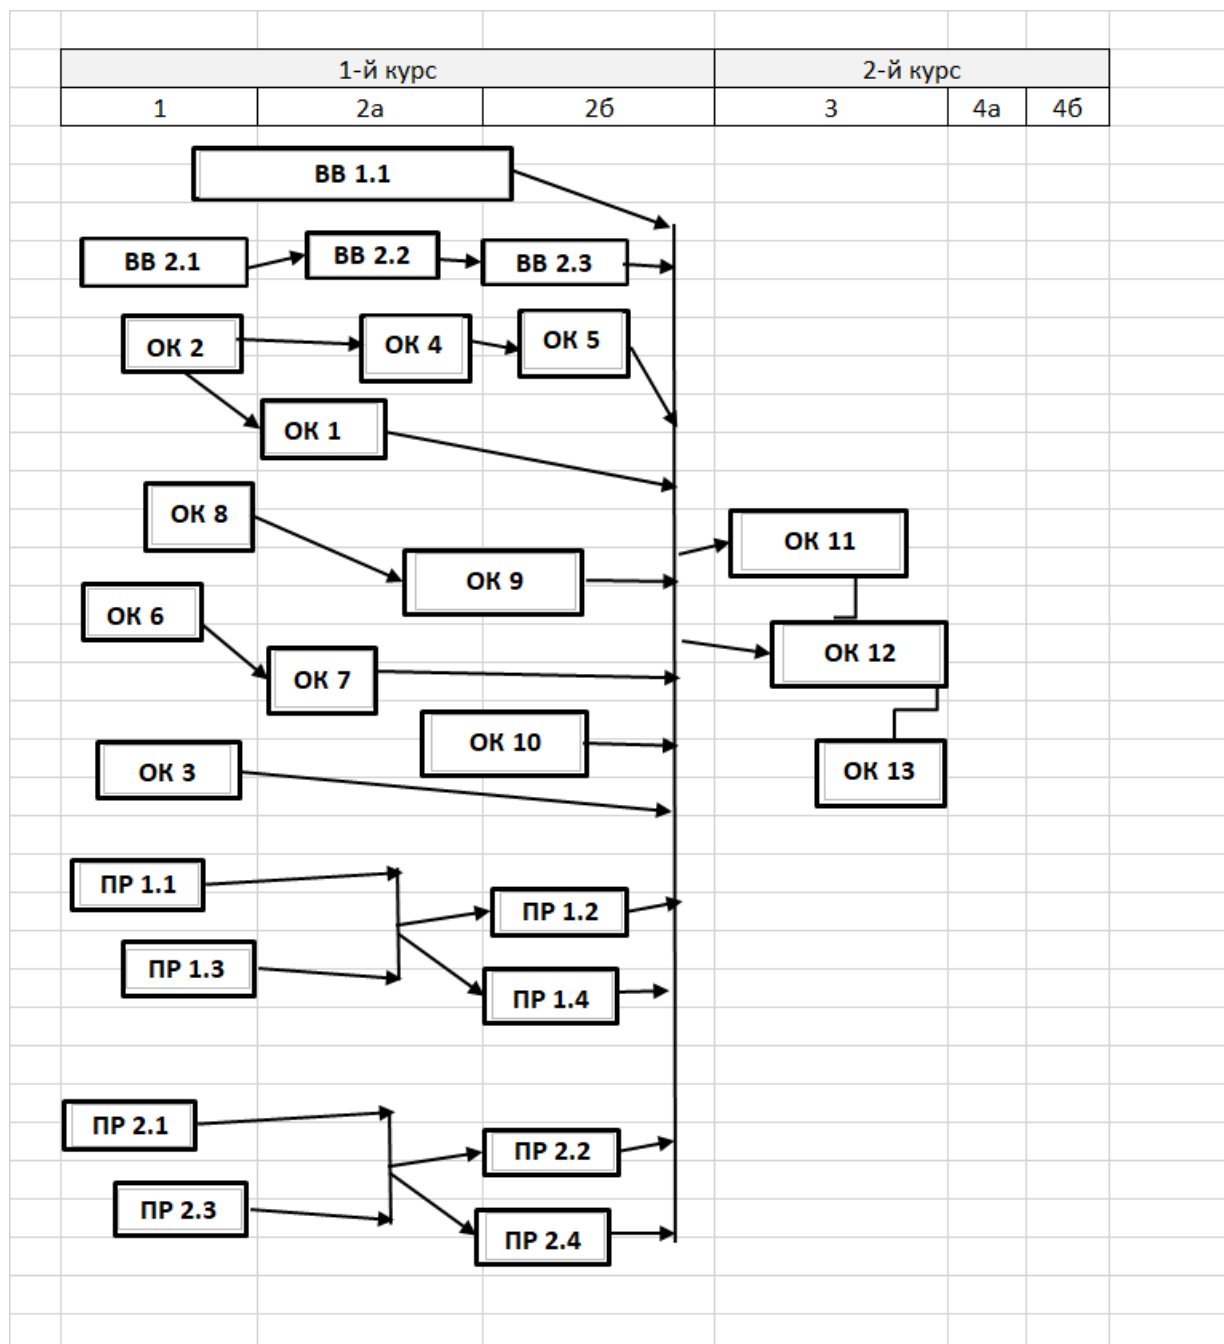 1-й курс 2-й курс
1 2а 2б 3 4а 4б
ВВ 1.1
ВВ 2.1 ВВ 2.2 ВВ 2.3
ОК 2 ОК 4 ОК 5
ОК 1
ОК 8 ОК 11
ОК 9
ОК 6 ОК 12
ОК 7
ОК 10
ОК 3 ОК 13
ПР 1.1
ПР 1.2
ПР 1.3
ПР 1.4
ПР 2.1
ПР 2.2
ПР 2.3
ПР 2.4